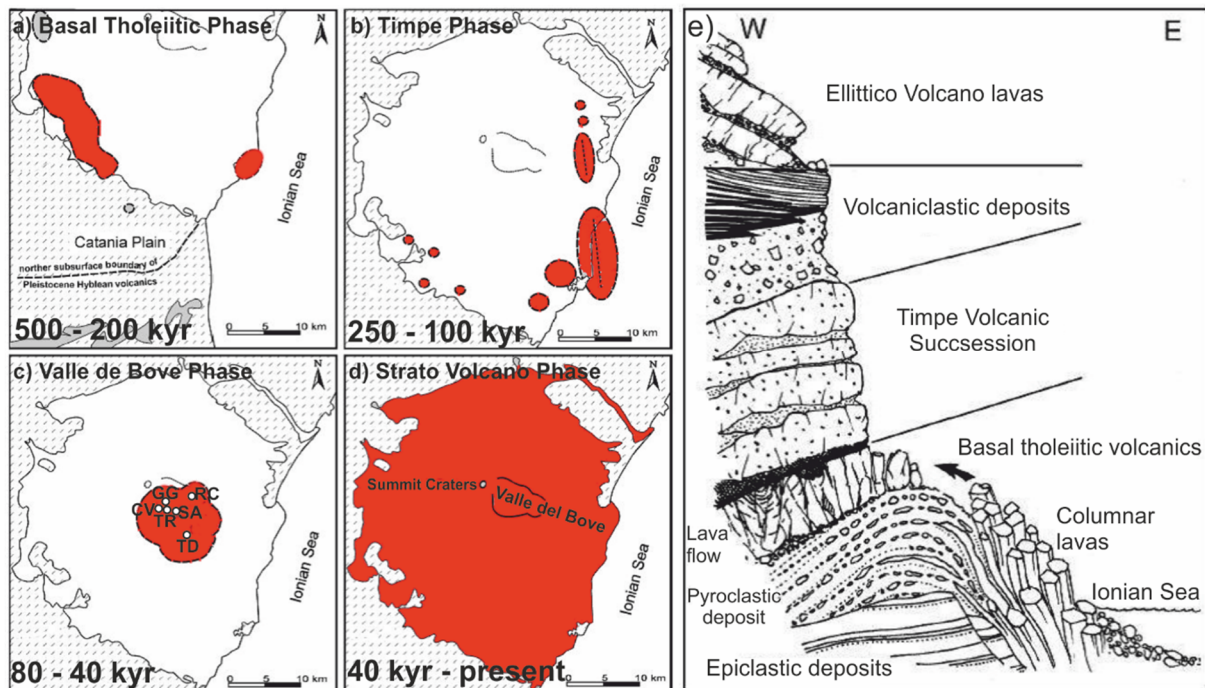 a) Basal Tholeiitic Phase
N
Ionian Sea
Catania Plain
norther subsurface boundary of
Pleistocene Hyblean volcanics
500 - 200 kyr
0 5 10 km
b) Timpe Phase
N
Ionian Sea
250 - 100 kyr
0 5 10 km
c) Valle de Bove Phase
N
GG RC
CV SA
TR
TD
Ionian Sea
80 - 40 kyr
0 5 10 km
d) Strato Volcano Phase
N
Summit Craters
Valle del Bove
Ionian Sea
40 kyr - present
0 5 10 km
e) W E
Ellittico Volcano lavas
Volcaniclastic deposits
Timpe Volcanic
Succsession
Basal tholeiitic volcanics
Columnar
lavas
Lava
flow
Ionian Sea
Pyroclastic
deposit
Epiclastic deposits